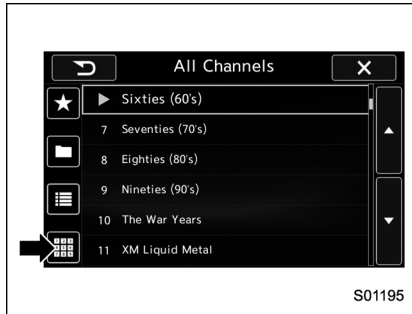 All Channels
Sixties (60's)
7 Seventies (70's)
8 Eighties (80's)
9 Nineties (90's)
10 The War Years
11 XM Liquid Metal
S01195